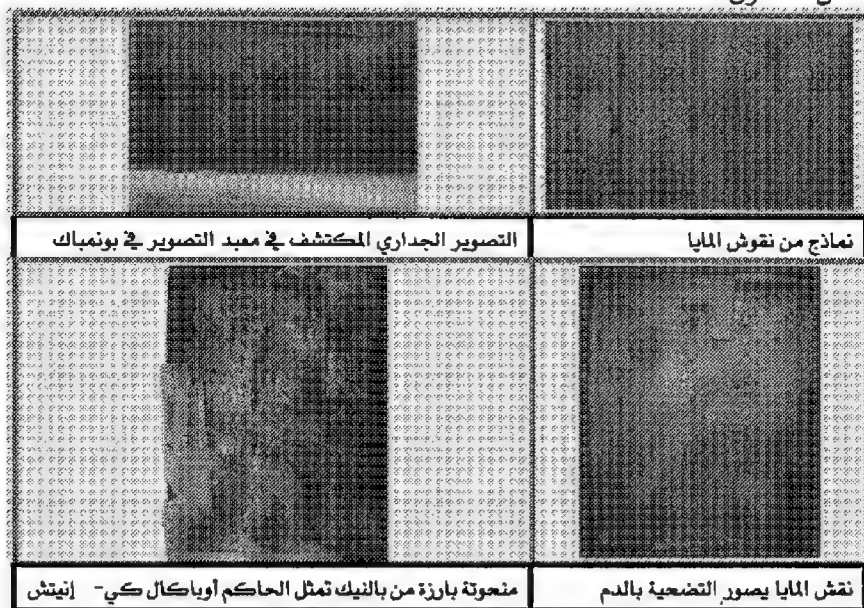 نماذج من نقوش المايا
التصوير الجداري المكتشف في معبد التصوير في بونمباك
نقش المايا يصور التضحية بالدم
منحوتة بارزة من بالنيك تمثل الحاكم أوباكال كي- إنيتش